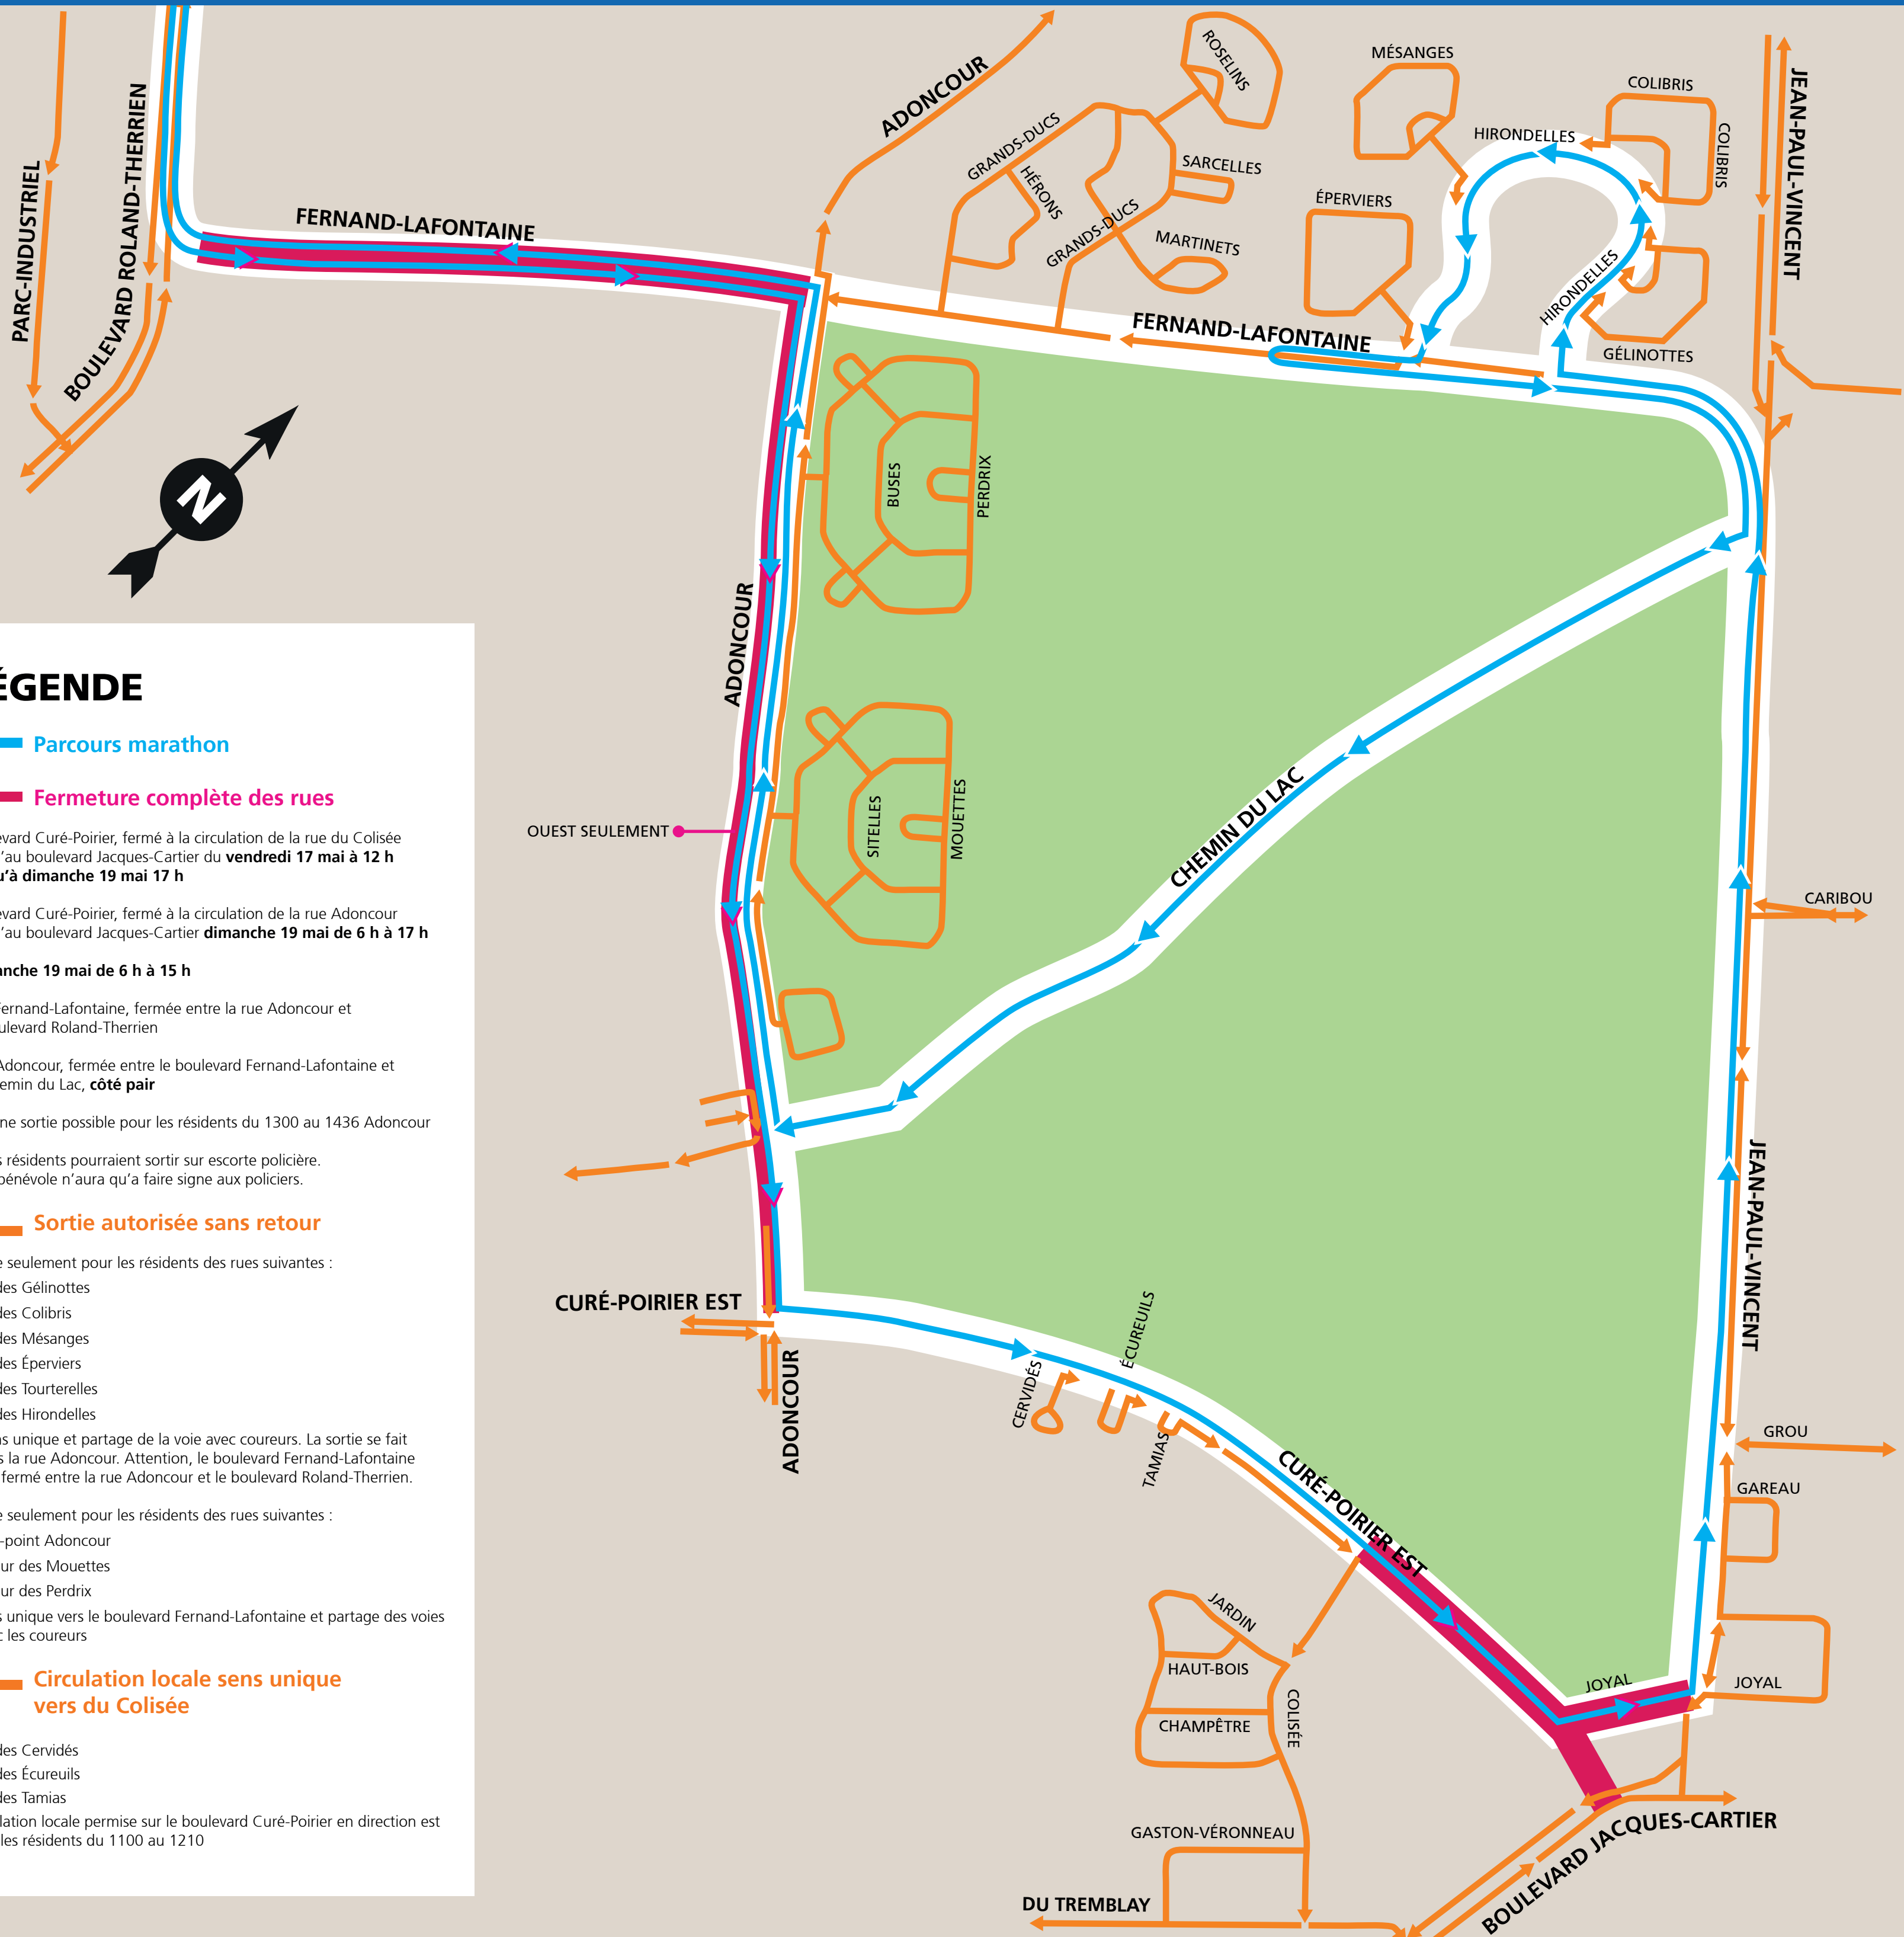 PARC-INDUSTRIEL
BOULEVARD ROLAND-THERRIEN
FERNAND-LAFONTAINE
ADONCOUR
ROSELINS
GRANDS-DUCS
HÉRONS
SARCELLES
GRANDS-DUCS
MARTINETS
MÉSANGES
ÉPERVIERS
HIRONDELLES
COLIBRIS
COLIBRIS
HIRONDELLES
GÉLINOTTES
JEAN-PAUL-VINCENT
FERNAND-LAFONTAINE
N
BUSES
PERDRIX
ADONCOUR
SITELLES
MOUETTES
OUEST SEULEMENT
CHEMIN DU LAC
CARIBOU
JEAN-PAUL-VINCENT
GROU
GAREAU
JOYAL
JOYAL
CURÉ-POIRIER EST
ADONCOUR
CERVIDÉS
ÉCUREUILS
TAMIAS
CURÉ-POIRIER EST
JARDIN
HAUT-BOIS
CHAMPÊTRE
COLISÉE
GASTON-VÉRONNEAU
DU TREMBLAY
BOULEVARD JACQUES-CARTIER
ÉGENDE
Parcours marathon
Fermeture complète des rues
evard Curé-Poirier, fermé à la circulation de la rue du Colisée
'au boulevard Jacques-Cartier du vendredi 17 mai à 12 h
u'à dimanche 19 mai 17 h
evard Curé-Poirier, fermé à la circulation de la rue Adoncour
'au boulevard Jacques-Cartier dimanche 19 mai de 6 h à 17 h
anche 19 mai de 6 h à 15 h
Fernand-Lafontaine, fermée entre la rue Adoncour et
ulevard Roland-Therrien
Adoncour, fermée entre le boulevard Fernand-Lafontaine et
emin du Lac, côté pair
ne sortie possible pour les résidents du 1300 au 1436 Adoncour
s résidents pourraient sortir sur escorte policière.
bénévole n'aura qu'a faire signe aux policiers.
Sortie autorisée sans retour
e seulement pour les résidents des rues suivantes :
des Gélinottes
des Colibris
des Mésanges
des Éperviers
des Tourterelles
des Hirondelles
s unique et partage de la voie avec coureurs. La sortie se fait
s la rue Adoncour. Attention, le boulevard Fernand-Lafontaine
fermé entre la rue Adoncour et le boulevard Roland-Therrien.
e seulement pour les résidents des rues suivantes :
-point Adoncour
ur des Mouettes
ur des Perdrix
s unique vers le boulevard Fernand-Lafontaine et partage des voies
c les coureurs
Circulation locale sens unique
vers du Colisée
des Cervidés
des Écureuils
des Tamias
lation locale permise sur le boulevard Curé-Poirier en direction est
les résidents du 1100 au 1210